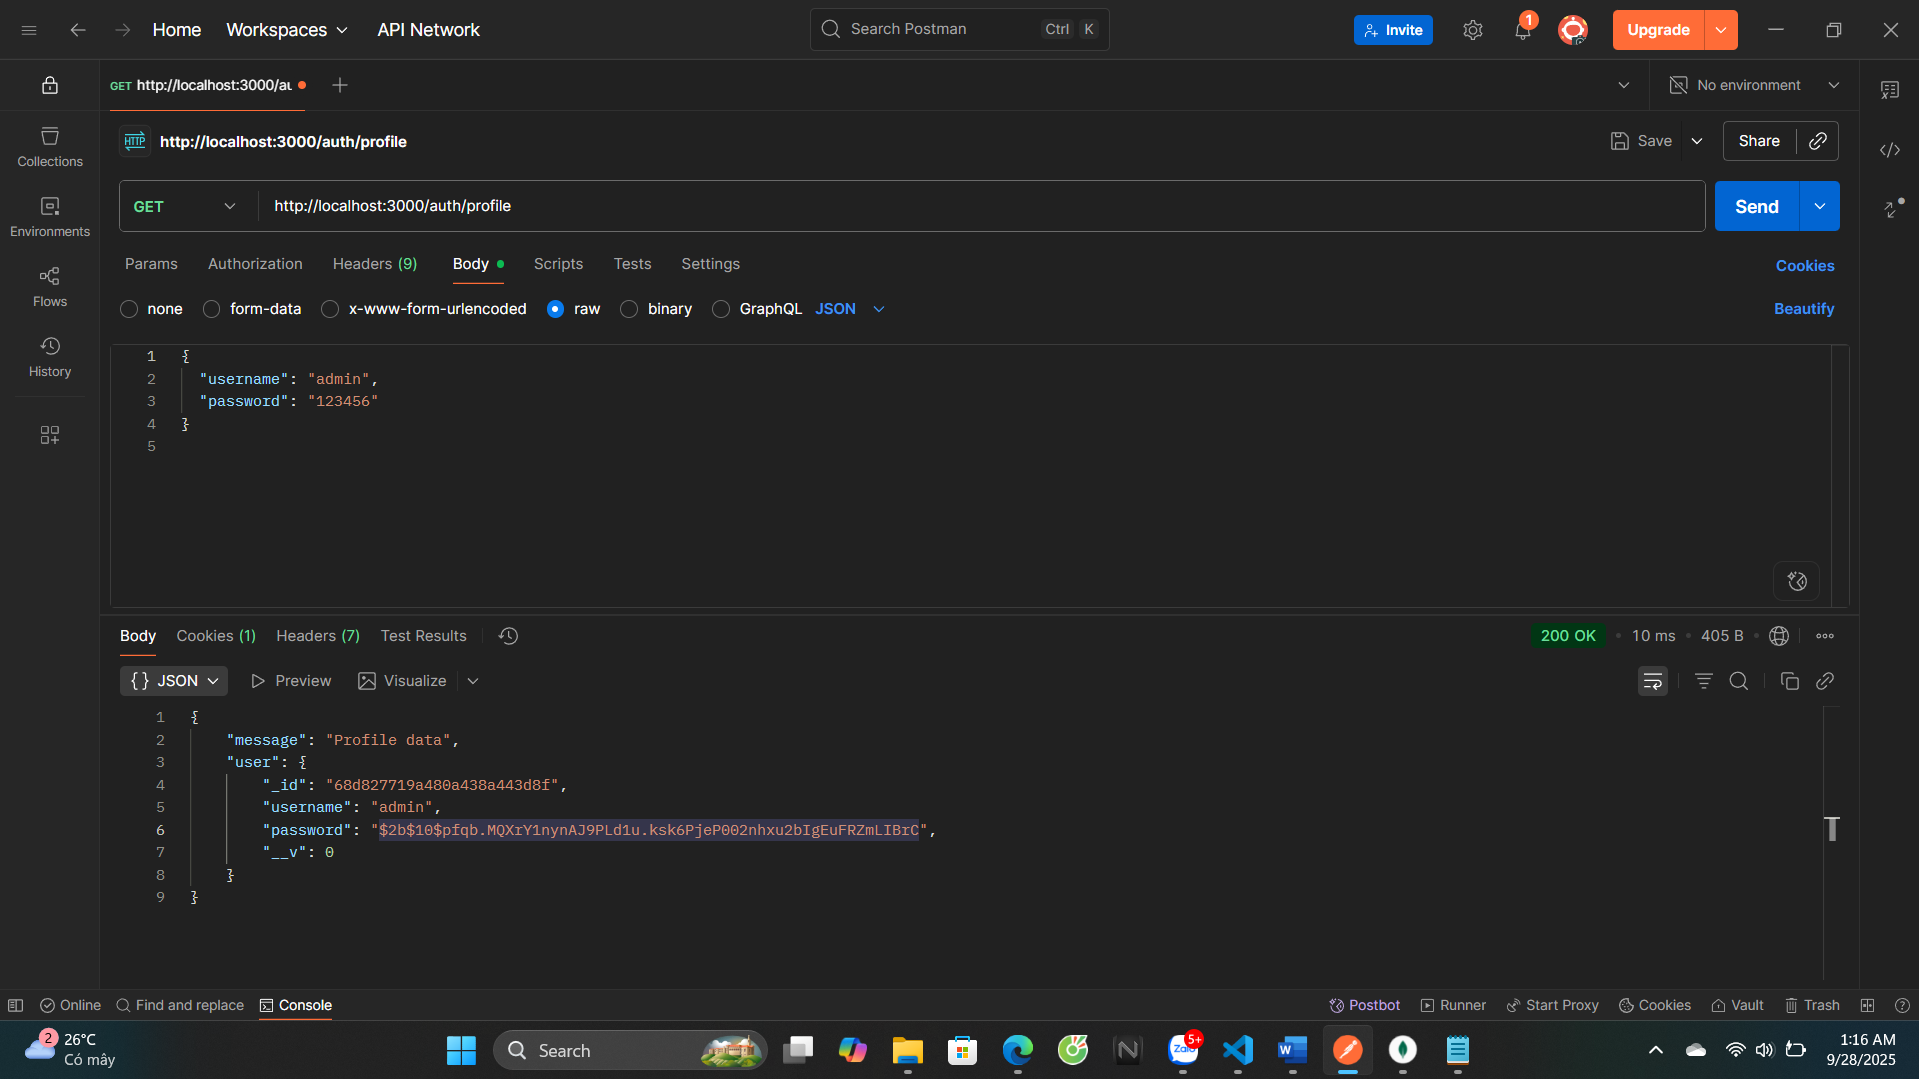 Home
Workspaces
API Network
Search Postman
Ctrl
K
Invite
1
Upgrade
GET http://localhost:3000/au
No environment
Collections
Environments
Flows
History
HTTP
http://localhost:3000/auth/profile
Save
Share
GET
http://localhost:3000/auth/profile
Send
Params
Authorization
Headers (9)
Body
Scripts
Tests
Settings
Cookies
none
form-data
x-www-form-urlencoded
raw
binary
GraphQL
JSON
Beautify
1 {
2 "username": "admin",
3 "password": "123456"
4 }
5
Body
Cookies (1)
Headers (7)
Test Results
200 OK
10 ms
405 B
{} JSON
Preview
Visualize
1 {
2 "message": "Profile data",
3 "user": {
4 "_id": "68d827719a480a438a443d8f",
5 "username": "admin",
6 "password": "$2b$10$pfqb.MQXrY1nynAJ9PLd1u.ksk6PjeP002nhxu2bIgEuFRZmLIBrC",
7 "__v": 0
8 }
9 }
Online
Find and replace
Console
Postbot
Runner
Start Proxy
Cookies
Vault
Trash
2
26°C
Có mây
Search
Zalo
5+
1:16 AM
9/28/2025